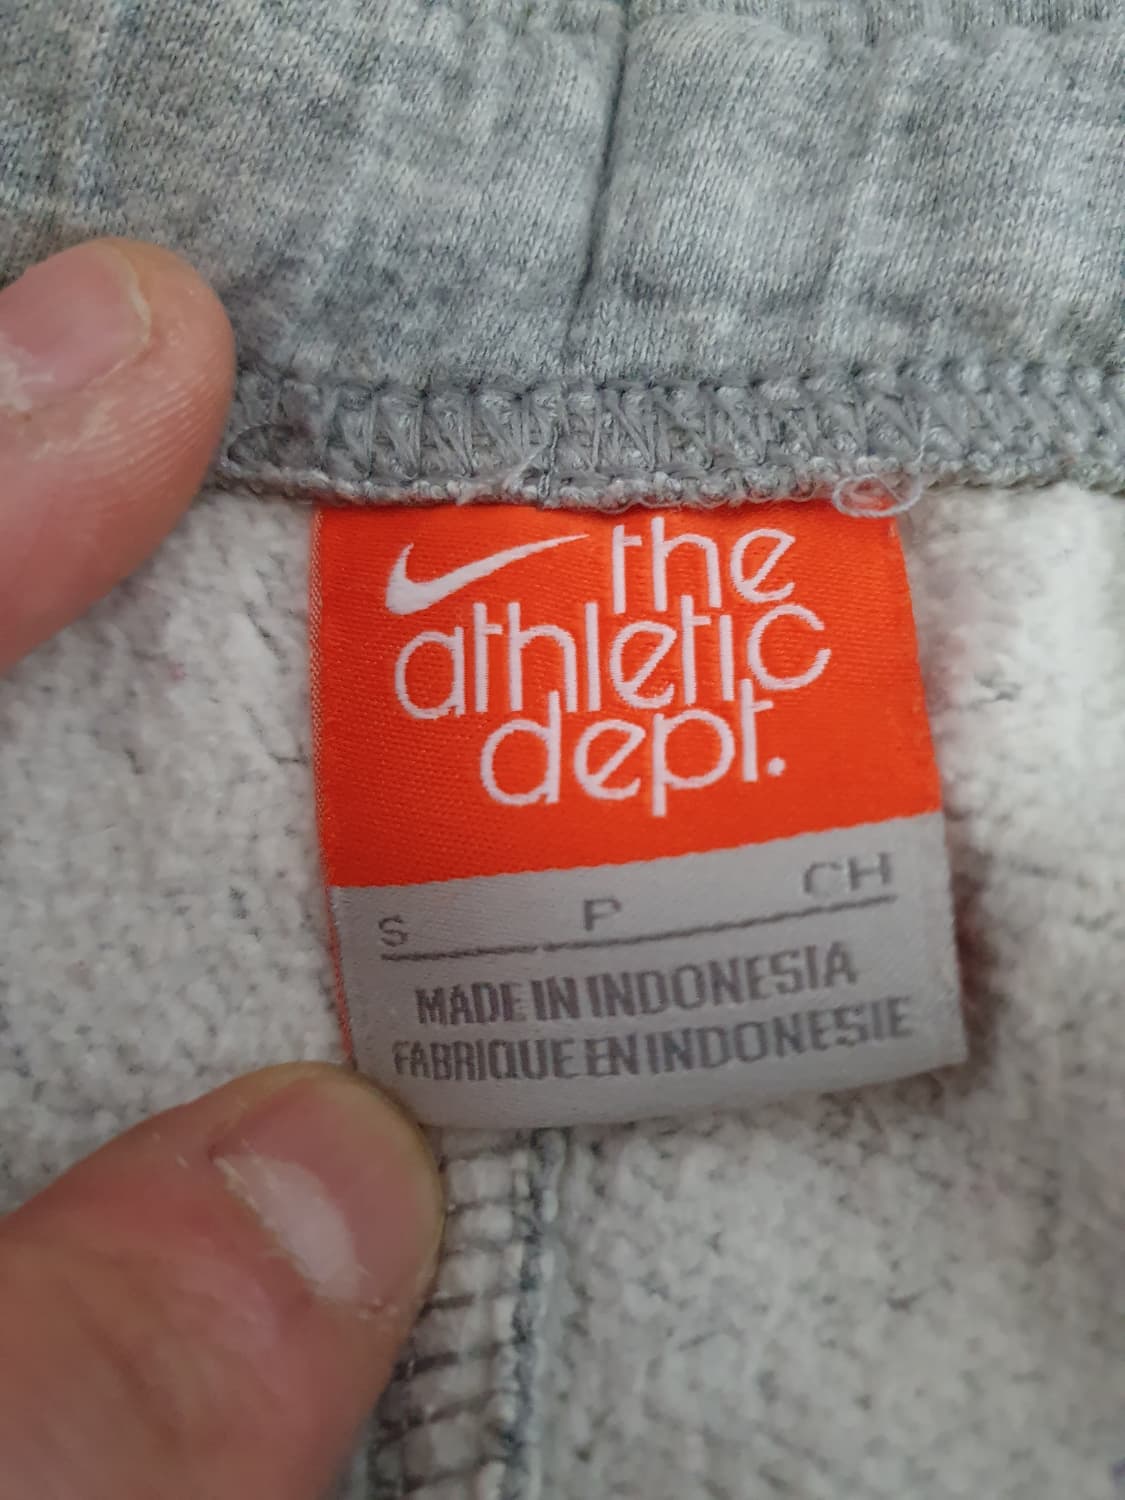 the
athletic
dept.
S P CH
MADE IN INDONESIA
FABRIQUE EN INDONESIE